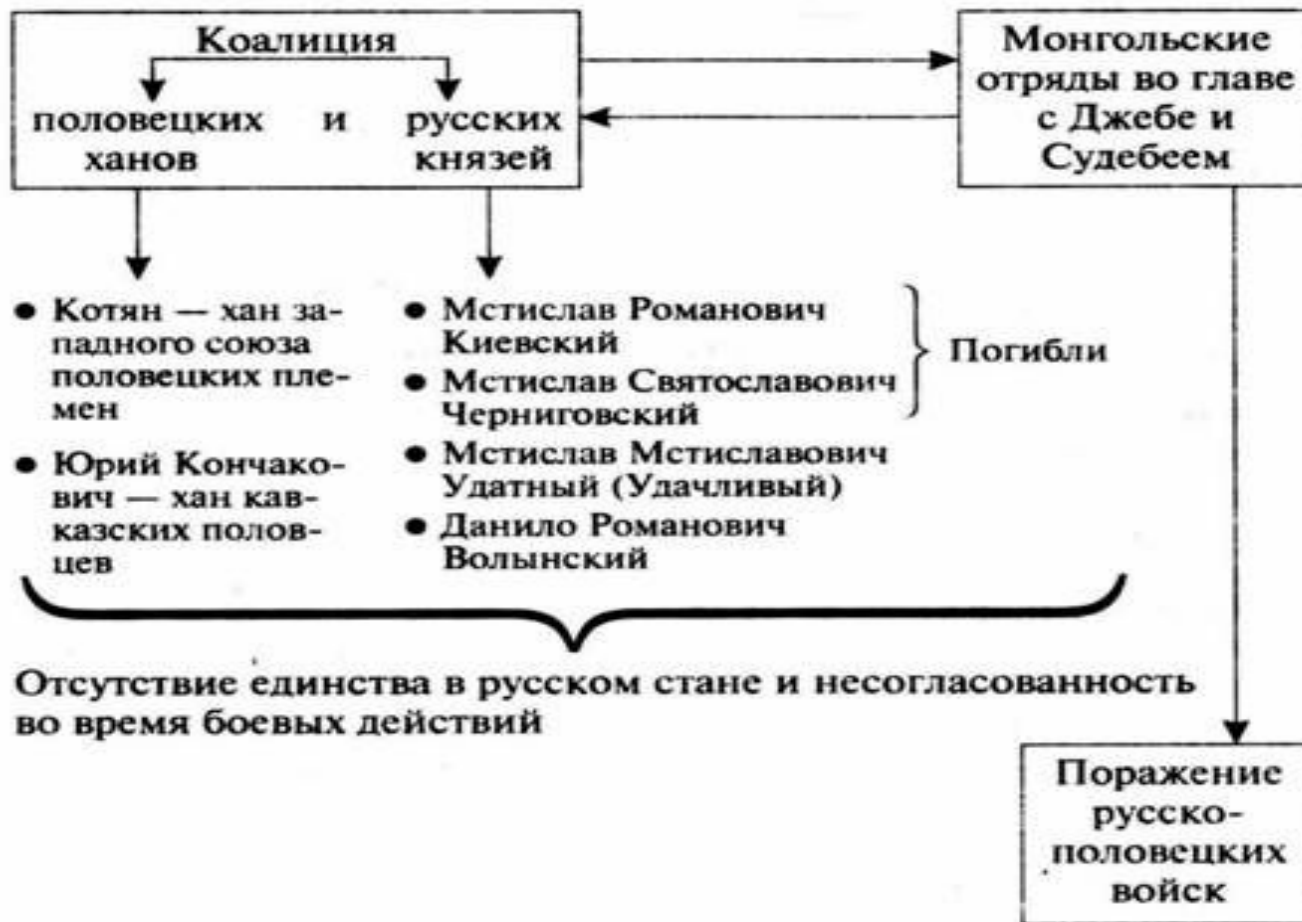 Коалиция
половецких и русских
ханов князей
Монгольские
отряды во главе
с Джебе и
Судебеем
● Котян — хан за-
падного союза
половецких пле-
мен
● Юрий Кончако-
вич — хан кав-
казских полов-
цев
● Мстислав Романович
Киевский
● Мстислав Святославович
Черниговский
● Мстислав Мстиславович
Удатный (Удачливый)
● Данило Романович
Волынский
Погибли
Отсутствие единства в русском стане и несогласованность
во время боевых действий
Поражение
русско-
половецких
войск